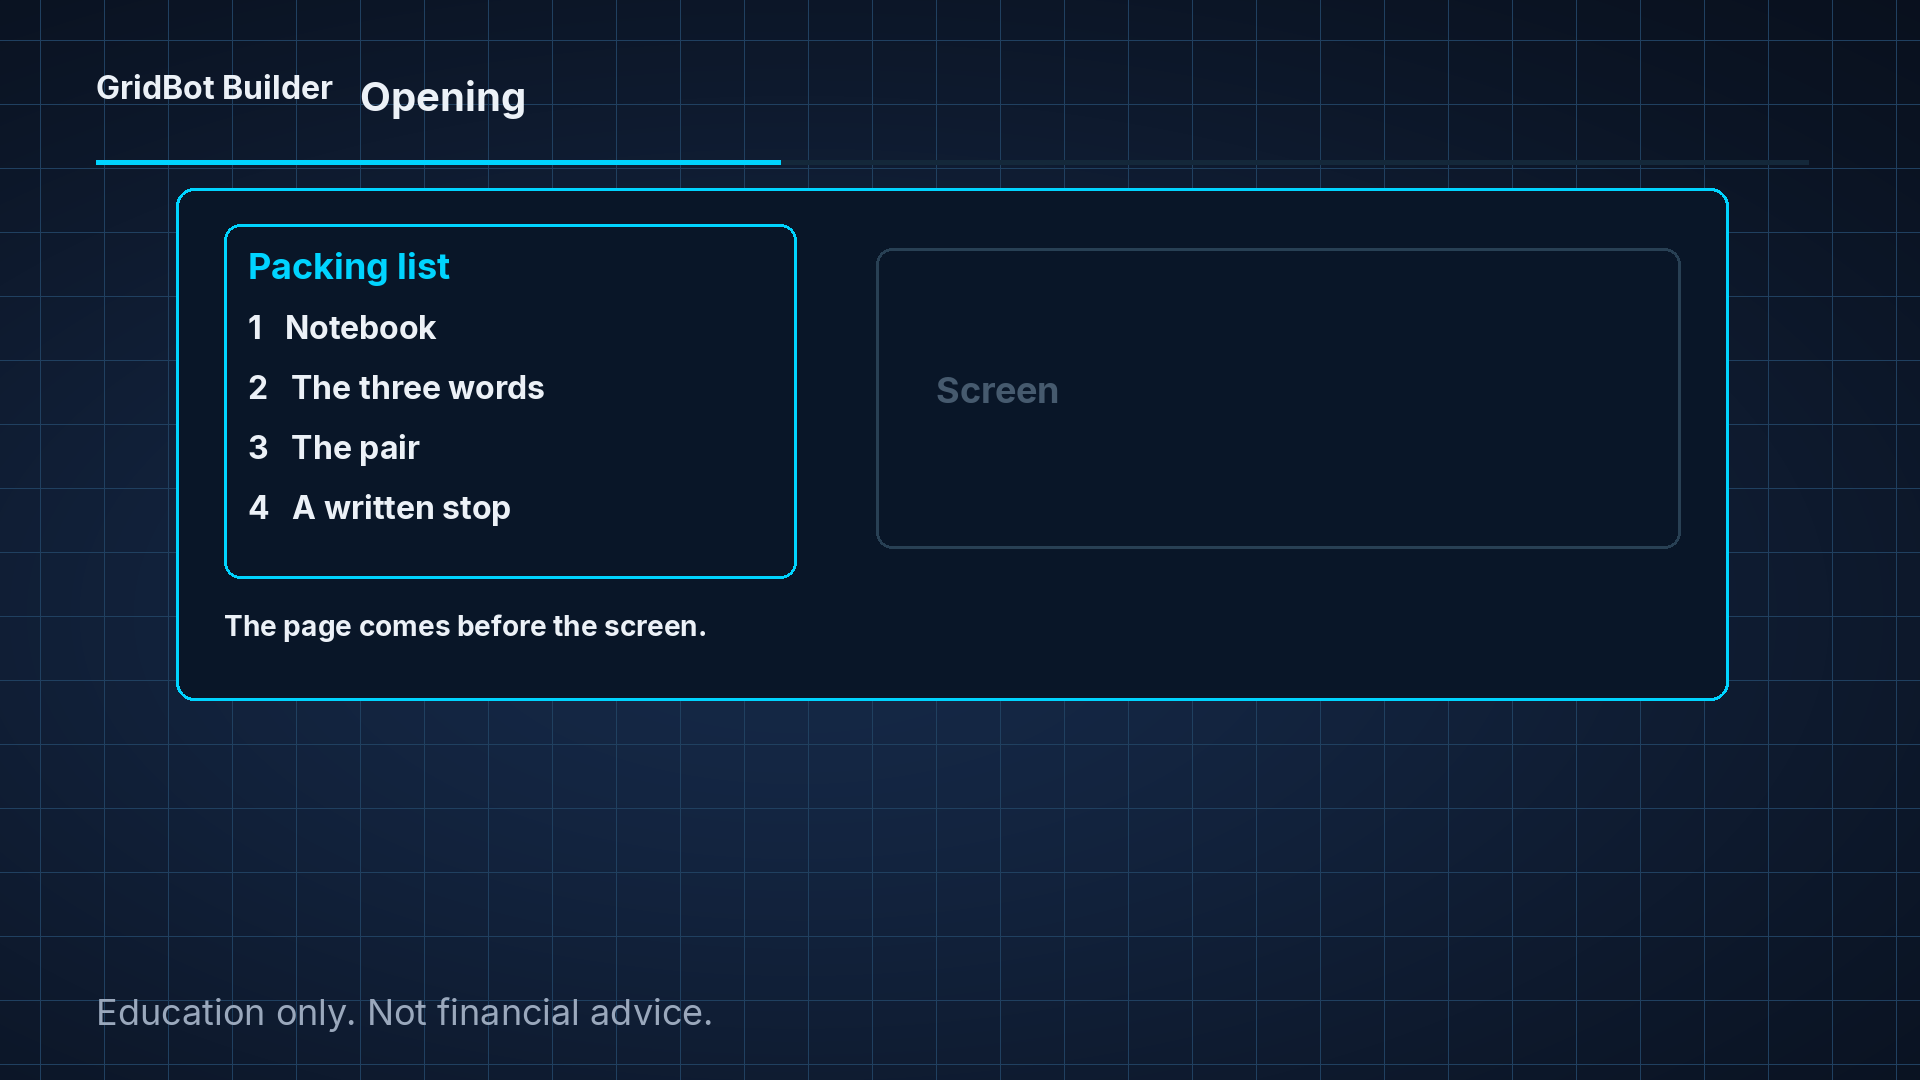 GridBot Builder
Opening
Packing list
1 Notebook
2 The three words
3 The pair
4 A written stop
Screen
The page comes before the screen.
Education only. Not financial advice.